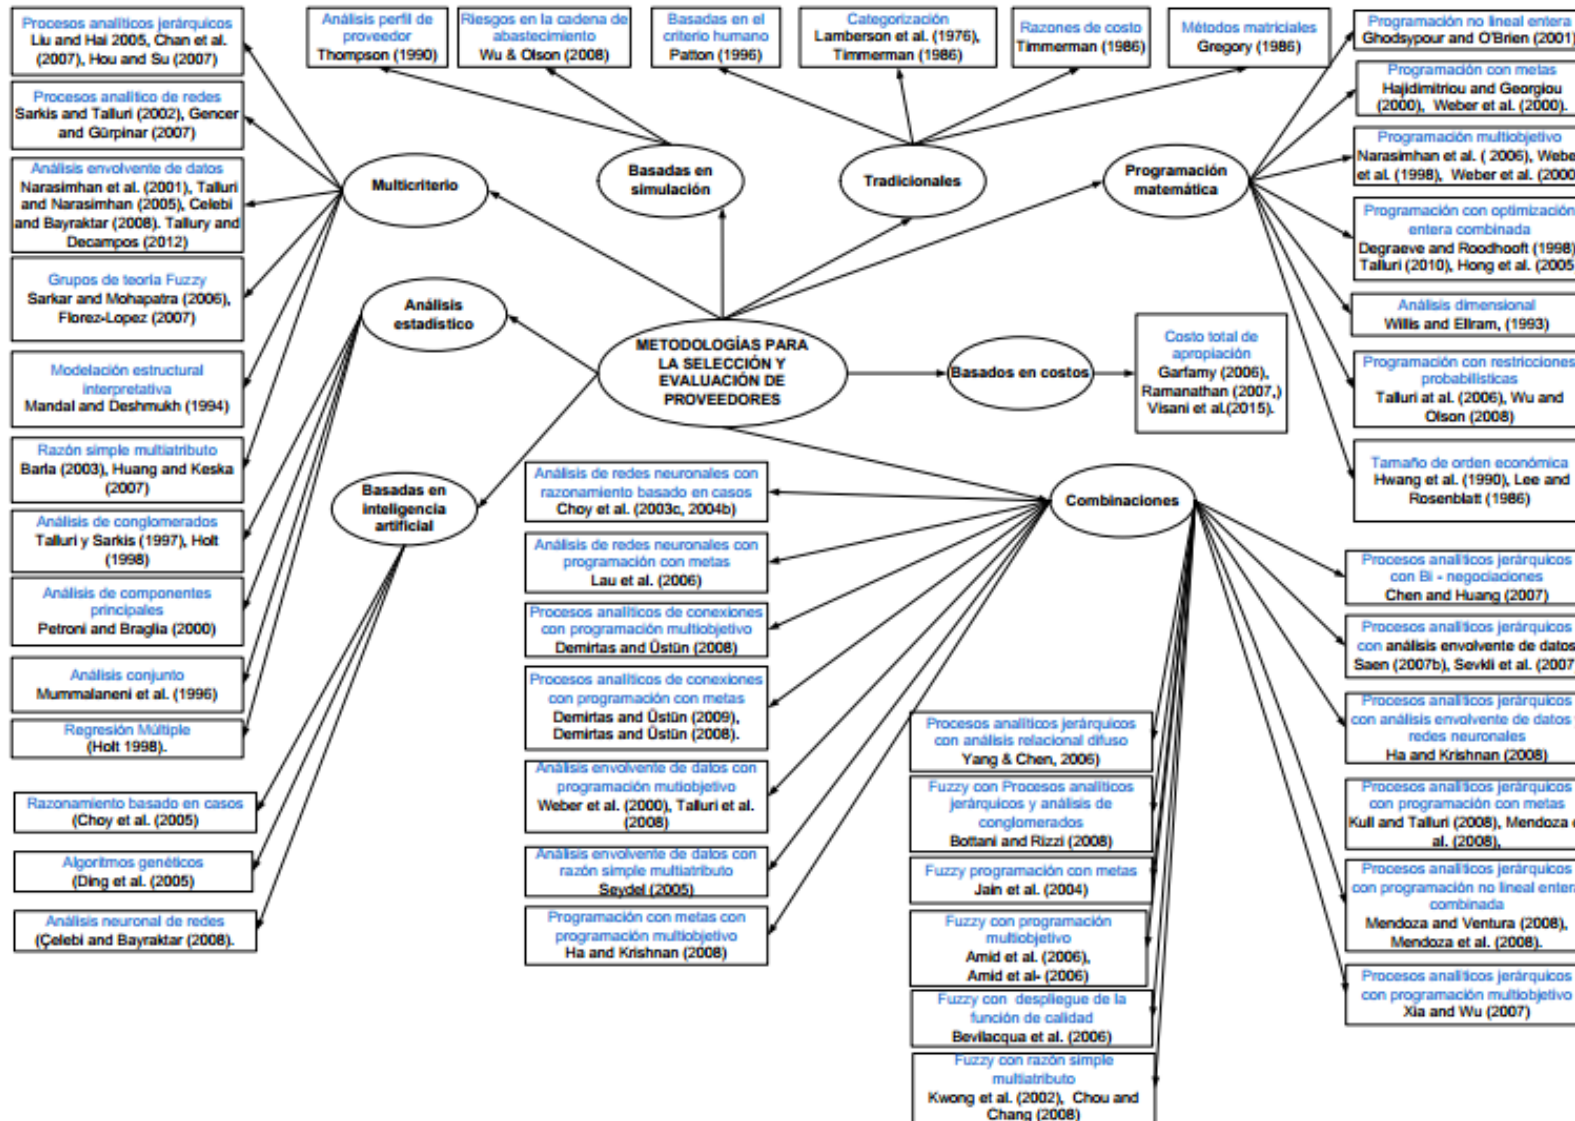 Procesos analíticos jerárquicos
Liu and Hai 2005, Chan et al.
(2007), Hou and Su (2007)
Procesos analítico de redes
Sarkis and Talluri (2002), Gencer
and Gürpinar (2007)
Análisis envolvente de datos
Narasimhan et al. (2001), Talluri
and Narasimhan (2005), Celebi
and Bayraktar (2008). Tallury and
Decampos (2012)
Grupos de teoría Fuzzy
Sarkar and Mohapatra (2006),
Florez-Lopez (2007)
Modelación estructural
interpretativa
Mandal and Deshmukh (1994)
Razón simple multiatributo
Barla (2003), Huang and Keska
(2007)
Análisis de conglomerados
Talluri y Sarkis (1997), Holt
(1998)
Análisis de componentes
principales
Petroni and Braglia (2000)
Análisis conjunto
Mummalaneni et al. (1996)
Regresión Múltiple
(Holt 1998).
Razonamiento basado en casos
(Choy et al. (2005)
Algoritmos genéticos
(Ding et al. (2005)
Análisis neuronal de redes
(Çelebi and Bayraktar (2008).
Análisis perfil de
proveedor
Thompson (1990)
Riesgos en la cadena de
abastecimiento
Wu & Olson (2008)
Basadas en el
criterio humano
Patton (1996)
Categorización
Lamberson et al. (1976),
Timmerman (1986)
Razones de costo
Timmerman (1986)
Métodos matriciales
Gregory (1986)
Multicriterio
Basadas en
simulación
Tradicionales
Programación
matemática
Análisis
estadístico
METODOLOGÍAS PARA
LA SELECCIÓN Y
EVALUACIÓN DE
PROVEEDORES
Basados en costos
Costo total de
apropiación
Garfamy (2006),
Ramanathan (2007,)
Visani et al.(2015).
Basadas en
inteligencia
artificial
Combinaciones
Análisis de redes neuronales con
razonamiento basado en casos
Choy et al. (2003c, 2004b)
Análisis de redes neuronales con
programación con metas
Lau et al. (2006)
Procesos analíticos de conexiones
con programación multiobjetivo
Demirtas and Üstün (2008)
Procesos analíticos de conexiones
con programación con metas
Demirtas and Üstün (2009),
Demirtas and Üstün (2008).
Análisis envolvente de datos con
programación mutiobjetivo
Weber et al. (2000), Talluri et al.
(2008)
Análisis envolvente de datos con
razón simple multiatributo
Seydel (2005)
Programación con metas con
programación multiobjetivo
Ha and Krishnan (2008)
Procesos analíticos jerárquicos
con análisis relacional difuso
Yang & Chen, 2006)
Fuzzy con Procesos analíticos
jerárquicos y análisis de
conglomerados
Bottani and Rizzi (2008)
Fuzzy programación con metas
Jain et al. (2004)
Fuzzy con programación
multiobjetivo
Amid et al. (2006),
Amid et al- (2006)
Fuzzy con despliegue de la
función de calidad
Bevilacqua et al. (2006)
Fuzzy con razón simple
multiatributo
Kwong et al. (2002), Chou and
Chang (2008)
Programación no lineal entera
Ghodsypour and O'Brien (2001)
Programación con metas
Hajidimitriou and Georgiou
(2000), Weber et al. (2000).
Programación multiobjetivo
Narasimhan et al. ( 2006), Webe
et al. (1998), Weber et al. (2000
Programación con optimización
entera combinada
Degraeve and Roodhooft (1998)
Talluri (2010), Hong et al. (2005
Análisis dimensional
Willis and Ellram, (1993)
Programación con restricciones
probabilísticas
Talluri at al. (2006), Wu and
Olson (2008)
Tamaño de orden económica
Hwang et al. (1990), Lee and
Rosenblatt (1986)
Procesos analíticos jerárquicos
con Bi - negociaciones
Chen and Huang (2007)
Procesos analíticos jerárquicos
con análisis envolvente de datos
Saen (2007b), Sevkli et al. (2007
Procesos analíticos jerárquicos
con análisis envolvente de datos
redes neuronales
Ha and Krishnan (2008)
Procesos analíticos jerárquicos
con programación con metas
Kull and Talluri (2008), Mendoza e
al. (2008),
Procesos analíticos jerárquicos
con programación no lineal entera
combinada
Mendoza and Ventura (2008),
Mendoza et al. (2008).
Procesos analíticos jerárquicos
con programación multiobjetivo
Xia and Wu (2007)